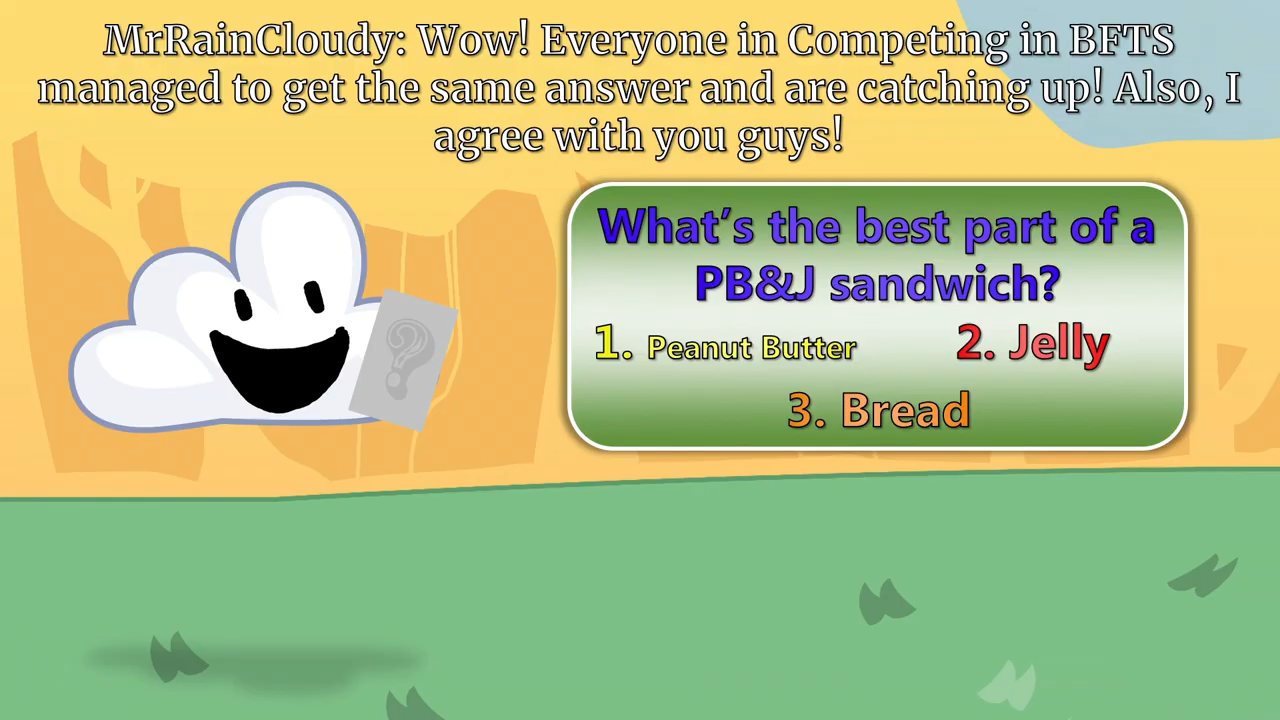 MrRainCloudy: Wow! Everyone in Competing in BFTS
managed to get the same answer and are catching up! Also, I
agree with you guys!
What's the best part of a
PB&J sandwich?
1. Peanut Butter 2. Jelly
3. Bread
?